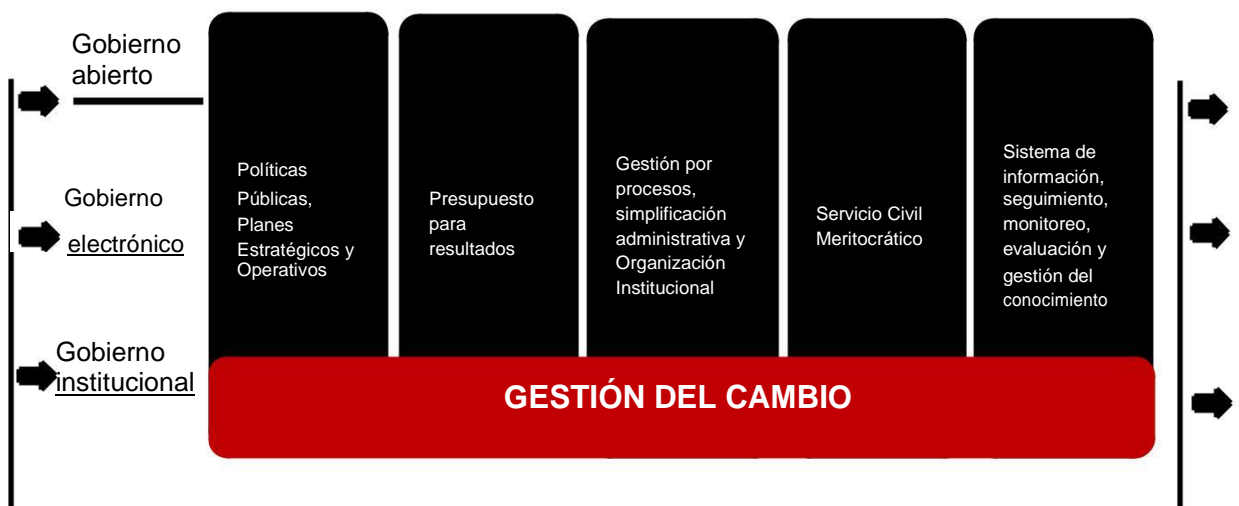 Gobierno
abierto
Gobierno
electrónico
Gobierno
institucional
Políticas
Públicas,
Planes
Estratégicos y
Operativos
Presupuesto
para
resultados
Gestión por
procesos,
simplificación
administrativa y
Organización
Institucional
Servicio Civil
Meritocrático
Sistema de
información,
seguimiento,
monitoreo,
evaluación y
gestión del
conocimiento
GESTIÓN DEL CAMBIO